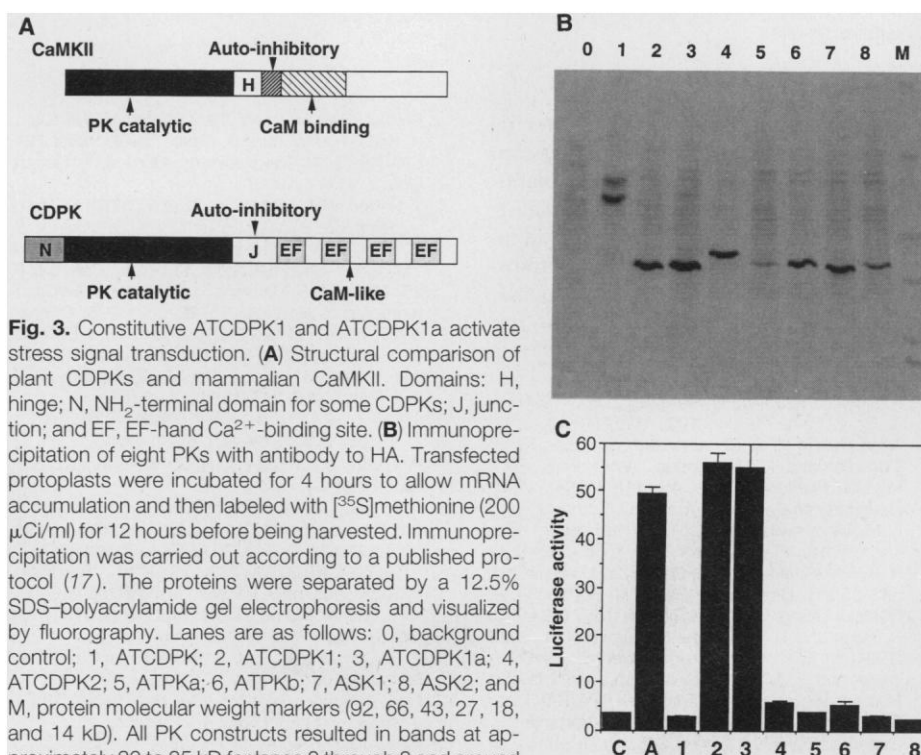 A
CaMKII
Auto-inhibitory
H
PK catalytic
CaM binding
CDPK
Auto-inhibitory
N
J
EF
EF
EF
EF
PK catalytic
CaM-like
Fig. 3. Constitutive ATCDPK1 and ATCDPK1a activate
stress signal transduction. (A) Structural comparison of
plant CDPKs and mammalian CaMKII. Domains: H,
hinge; N, NH₂-terminal domain for some CDPKs; J, junc-
tion; and EF, EF-hand Ca²⁺-binding site. (B) Immunopre-
cipitation of eight PKs with antibody to HA. Transfected
protoplasts were incubated for 4 hours to allow mRNA
accumulation and then labeled with [³⁵S]methionine (200
μCi/ml) for 12 hours before being harvested. Immunopre-
cipitation was carried out according to a published pro-
tocol (17). The proteins were separated by a 12.5%
SDS–polyacrylamide gel electrophoresis and visualized
by fluorography. Lanes are as follows: 0, background
control; 1, ATCDPK; 2, ATCDPK1; 3, ATCDPK1a; 4,
ATCDPK2; 5, ATPKa; 6, ATPKb; 7, ASK1; 8, ASK2; and
M, protein molecular weight markers (92, 66, 43, 27, 18,
and 14 kD). All PK constructs resulted in bands at ap-
B
0 1 2 3 4 5 6 7 8 M
C
Luciferase activity
60
50
40
30
20
10
0
C A 1 2 3 4 5 6 7 8